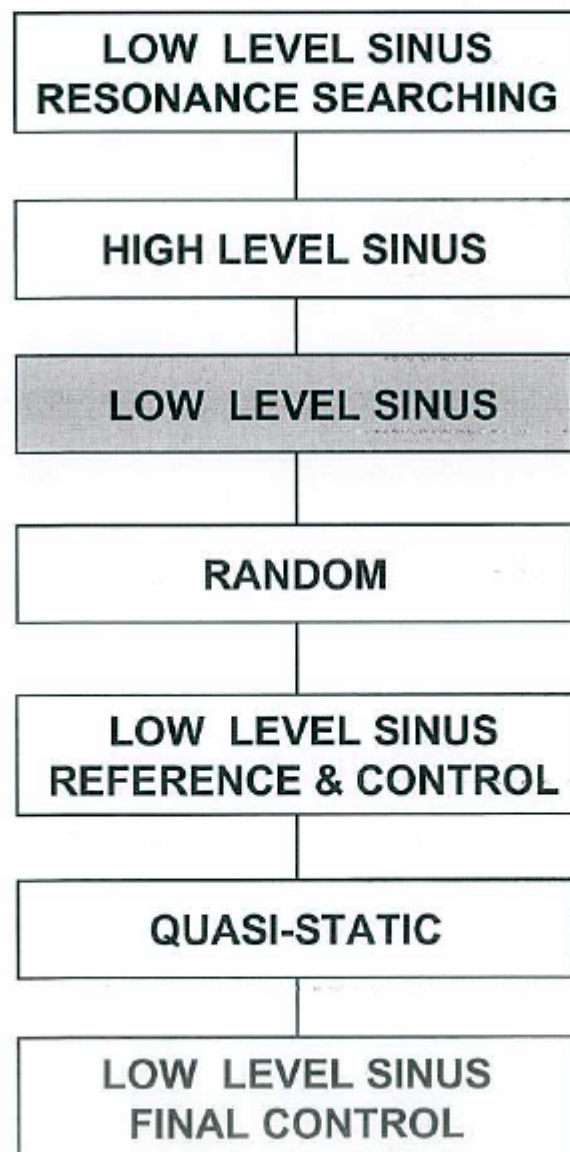 LOW LEVEL SINUS
RESONANCE SEARCHING
HIGH LEVEL SINUS
LOW LEVEL SINUS
RANDOM
LOW LEVEL SINUS
REFERENCE & CONTROL
QUASI-STATIC
LOW LEVEL SINUS
FINAL CONTROL